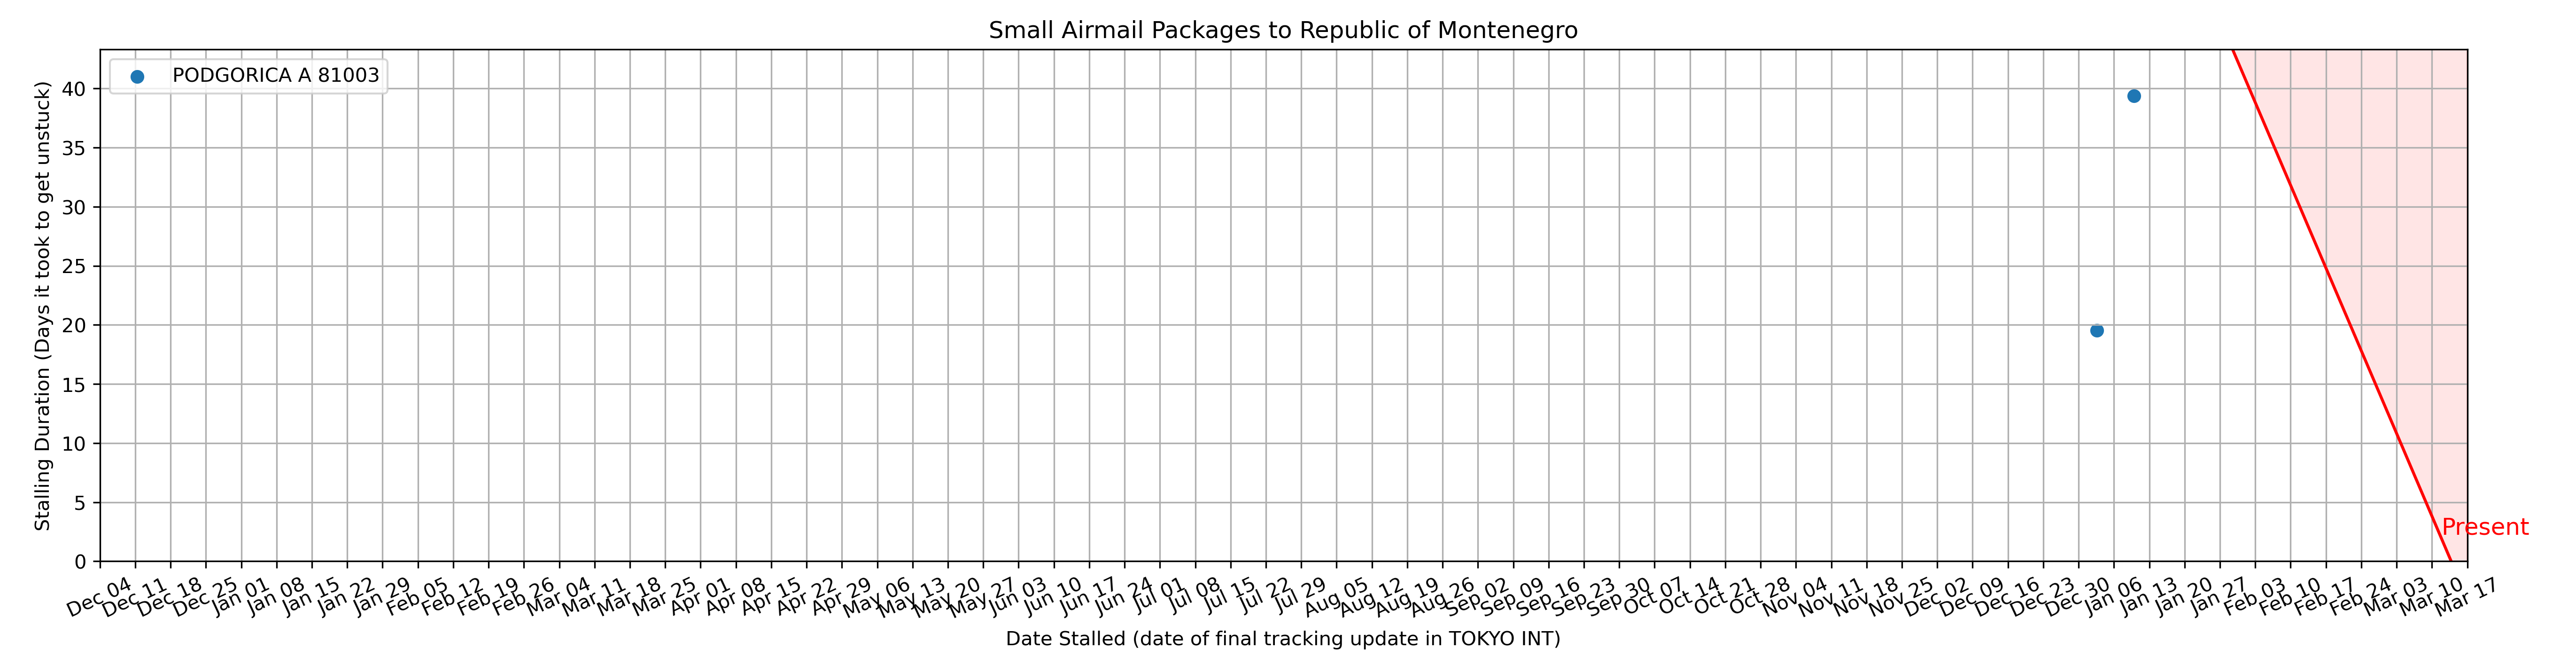 Small Airmail Packages to Republic of Montenegro
PODGORICA A 81003
Stalling Duration (Days it took to get unstuck)
40
35
30
25
20
15
10
5
0
Present
Dec 04
Dec 11
Dec 18
Dec 25
Jan 01
Jan 08
Jan 15
Jan 22
Jan 29
Feb 05
Feb 12
Feb 19
Feb 26
Mar 04
Mar 11
Mar 18
Mar 25
Apr 01
Apr 08
Apr 15
Apr 22
Apr 29
May 06
May 13
May 20
May 27
Jun 03
Jun 10
Jun 17
Jun 24
Jul 01
Jul 08
Jul 15
Jul 22
Jul 29
Aug 05
Aug 12
Aug 19
Aug 26
Sep 02
Sep 09
Sep 16
Sep 23
Sep 30
Oct 07
Oct 14
Oct 21
Oct 28
Nov 04
Nov 11
Nov 18
Nov 25
Dec 02
Dec 09
Dec 16
Dec 23
Dec 30
Jan 06
Jan 13
Jan 20
Jan 27
Feb 03
Feb 10
Feb 17
Feb 24
Mar 03
Mar 10
Mar 17
Date Stalled (date of final tracking update in TOKYO INT)